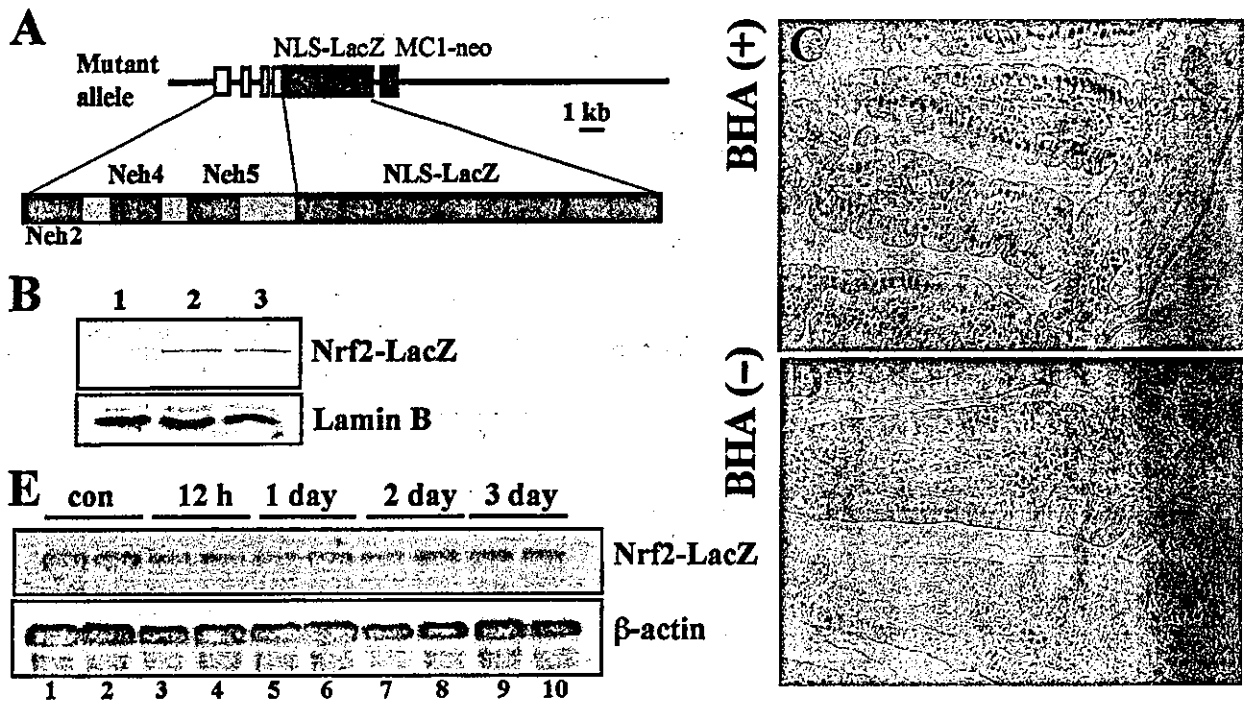 A
NLS-LacZ MC1-neo
Mutant
allele
1 kb
Neh4 Neh5 NLS-LacZ
Neh2
B
1 2 3
Nrf2-LacZ
Lamin B
E
con 12 h 1 day 2 day 3 day
Nrf2-LacZ
β-actin
1 2 3 4 5 6 7 8 9 10
BHA (+)
C
BHA (−)
D